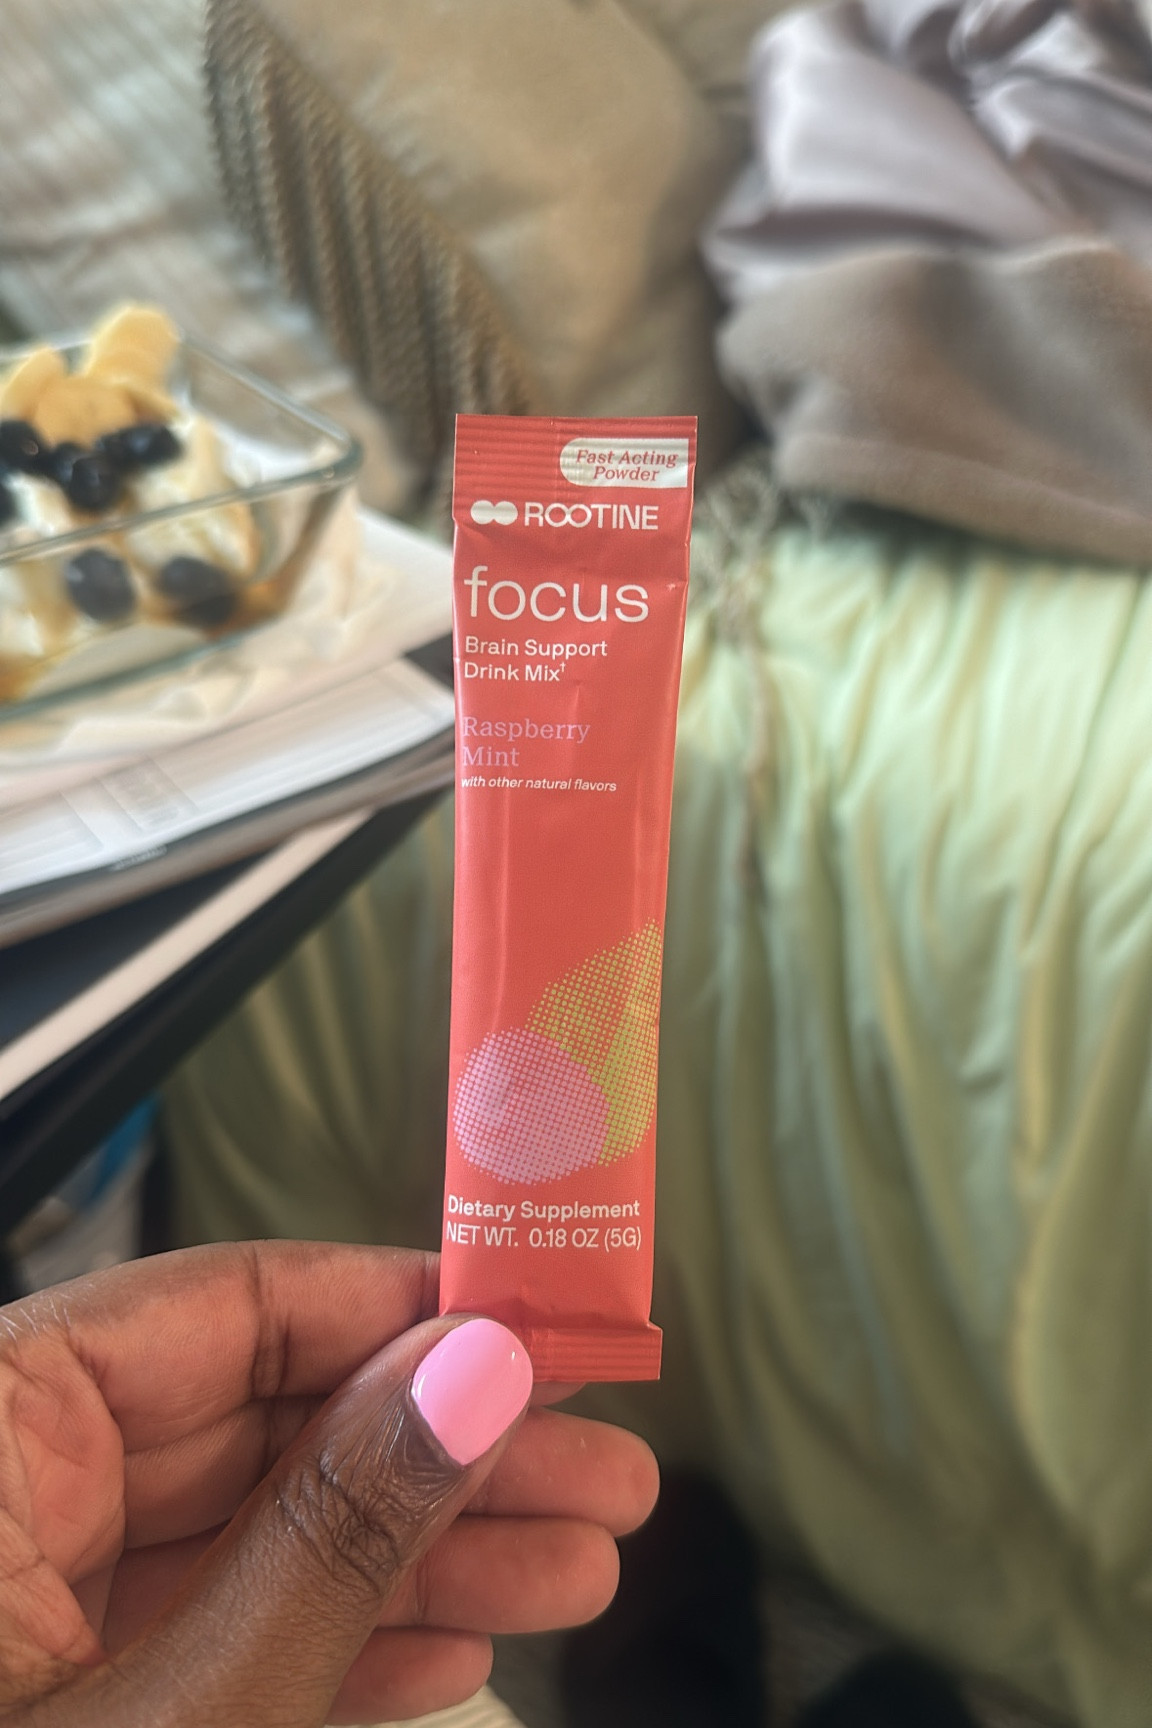 Fast Acting
Powder
ROOTINE
focus
Brain Support
Drink Mix†
Raspberry
Mint
with other natural flavors
Dietary Supplement
NET WT. 0.18 OZ (5G)